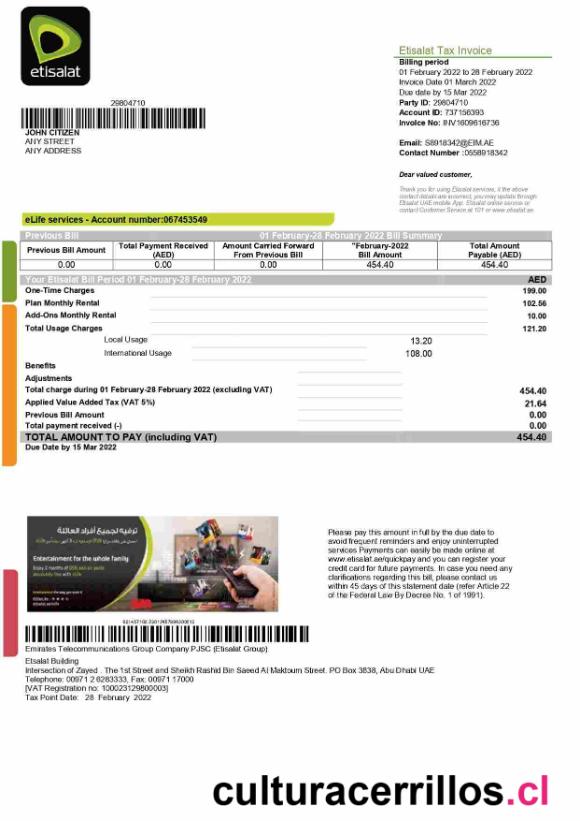 etisalat
Etisalat Tax Invoice
Billing period
01 February 2022 to 28 February 2022
Invoice Date 01 March 2022
Due date by 15 Mar 2022
Party ID: 29804710
Account ID: 737156393
Invoice No: INV1609616736
Email: S8918342@EIM.AE
Contact Number :0558918342
29804710
JOHN CITIZEN
ANY STREET
ANY ADDRESS
Dear valued customer,
Thank you for using Etisalat services, if the above
contact details are incorrect, you may update through
Etisalat UAE mobile App. Etisalat online service or
contact Customer Service at 101 or www.etisalat.ae.
eLife services - Account number:067453549
Previous Bill 01 February-28 February 2022 Bill Summary
Previous Bill Amount Total Payment Received (AED) Amount Carried Forward From Previous Bill "February-2022 Bill Amount Total Amount Payable (AED)
0.00 0.00 0.00 454.40 454.40
Your Etisalat Bill Period 01 February-28 February 2022 AED
One-Time Charges 199.00
Plan Monthly Rental 102.56
Add-Ons Monthly Rental 10.00
Total Usage Charges 121.20
Local Usage 13.20
International Usage 108.00
Benefits
Adjustments
Total charge during 01 February-28 February 2022 (excluding VAT) 454.40
Applied Value Added Tax (VAT 5%) 21.64
Previous Bill Amount 0.00
Total payment received (-) 0.00
TOTAL AMOUNT TO PAY (including VAT) 454.40
Due Date by 15 Mar 2022
ترفيه لجميع أفراد العائلة
Entertainment for the whole family
Please pay this amount in full by the due date to
avoid frequent reminders and enjoy uninterrupted
services Payments can easily be made online at
www.etisalat.ae/quickpay and you can register your
credit card for future payments. In case you need any
clarifications regarding this bill, please contact us
within 45 days of this statement date (refer Article 22
of the Federal Law By Decree No. 1 of 1991).
Emirates Telecommunications Group Company PJSC (Etisalat Group)
Etisalat Building
Intersection of Zayed . The 1st Street and Sheikh Rashid Bin Saeed Al Maktoum Street. PO Box 3838, Abu Dhabi UAE
Telephone: 00971 2 6283333, Fax: 00971 17000
[VAT Registration no: 100023129800003]
Tax Point Date: 28 February 2022
culturacerrillos.cl